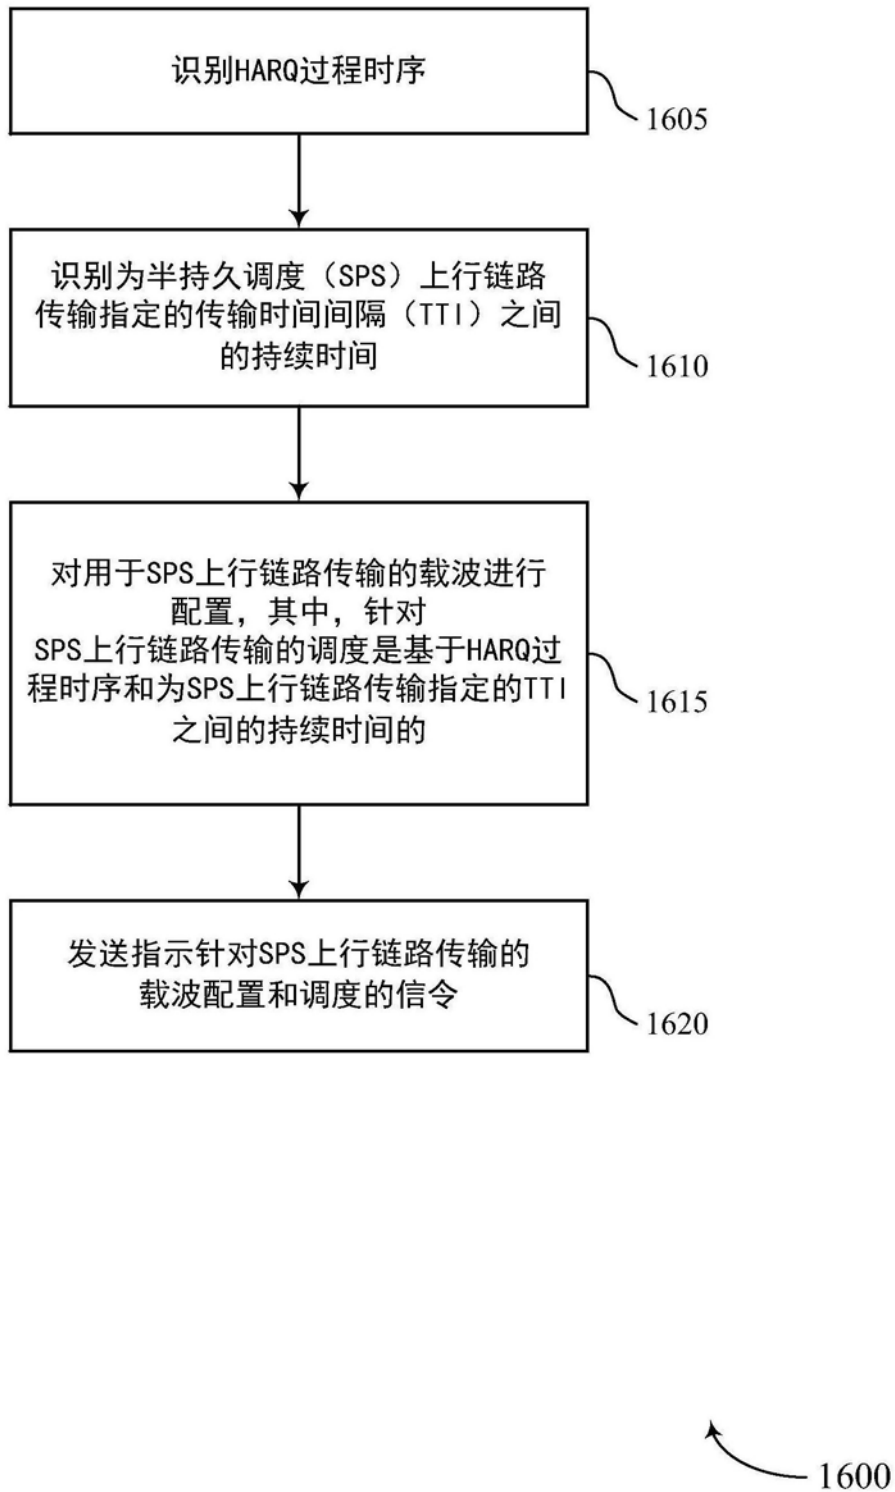 识别HARQ过程时序
1605
识别为半持久调度（SPS）上行链路
传输指定的传输时间间隔（TTI）之间
的持续时间
1610
对用于SPS上行链路传输的载波进行
配置，其中，针对
SPS上行链路传输的调度是基于HARQ过
程时序和为SPS上行链路传输指定的TTI
之间的持续时间的
1615
发送指示针对SPS上行链路传输的
载波配置和调度的信令
1620
1600